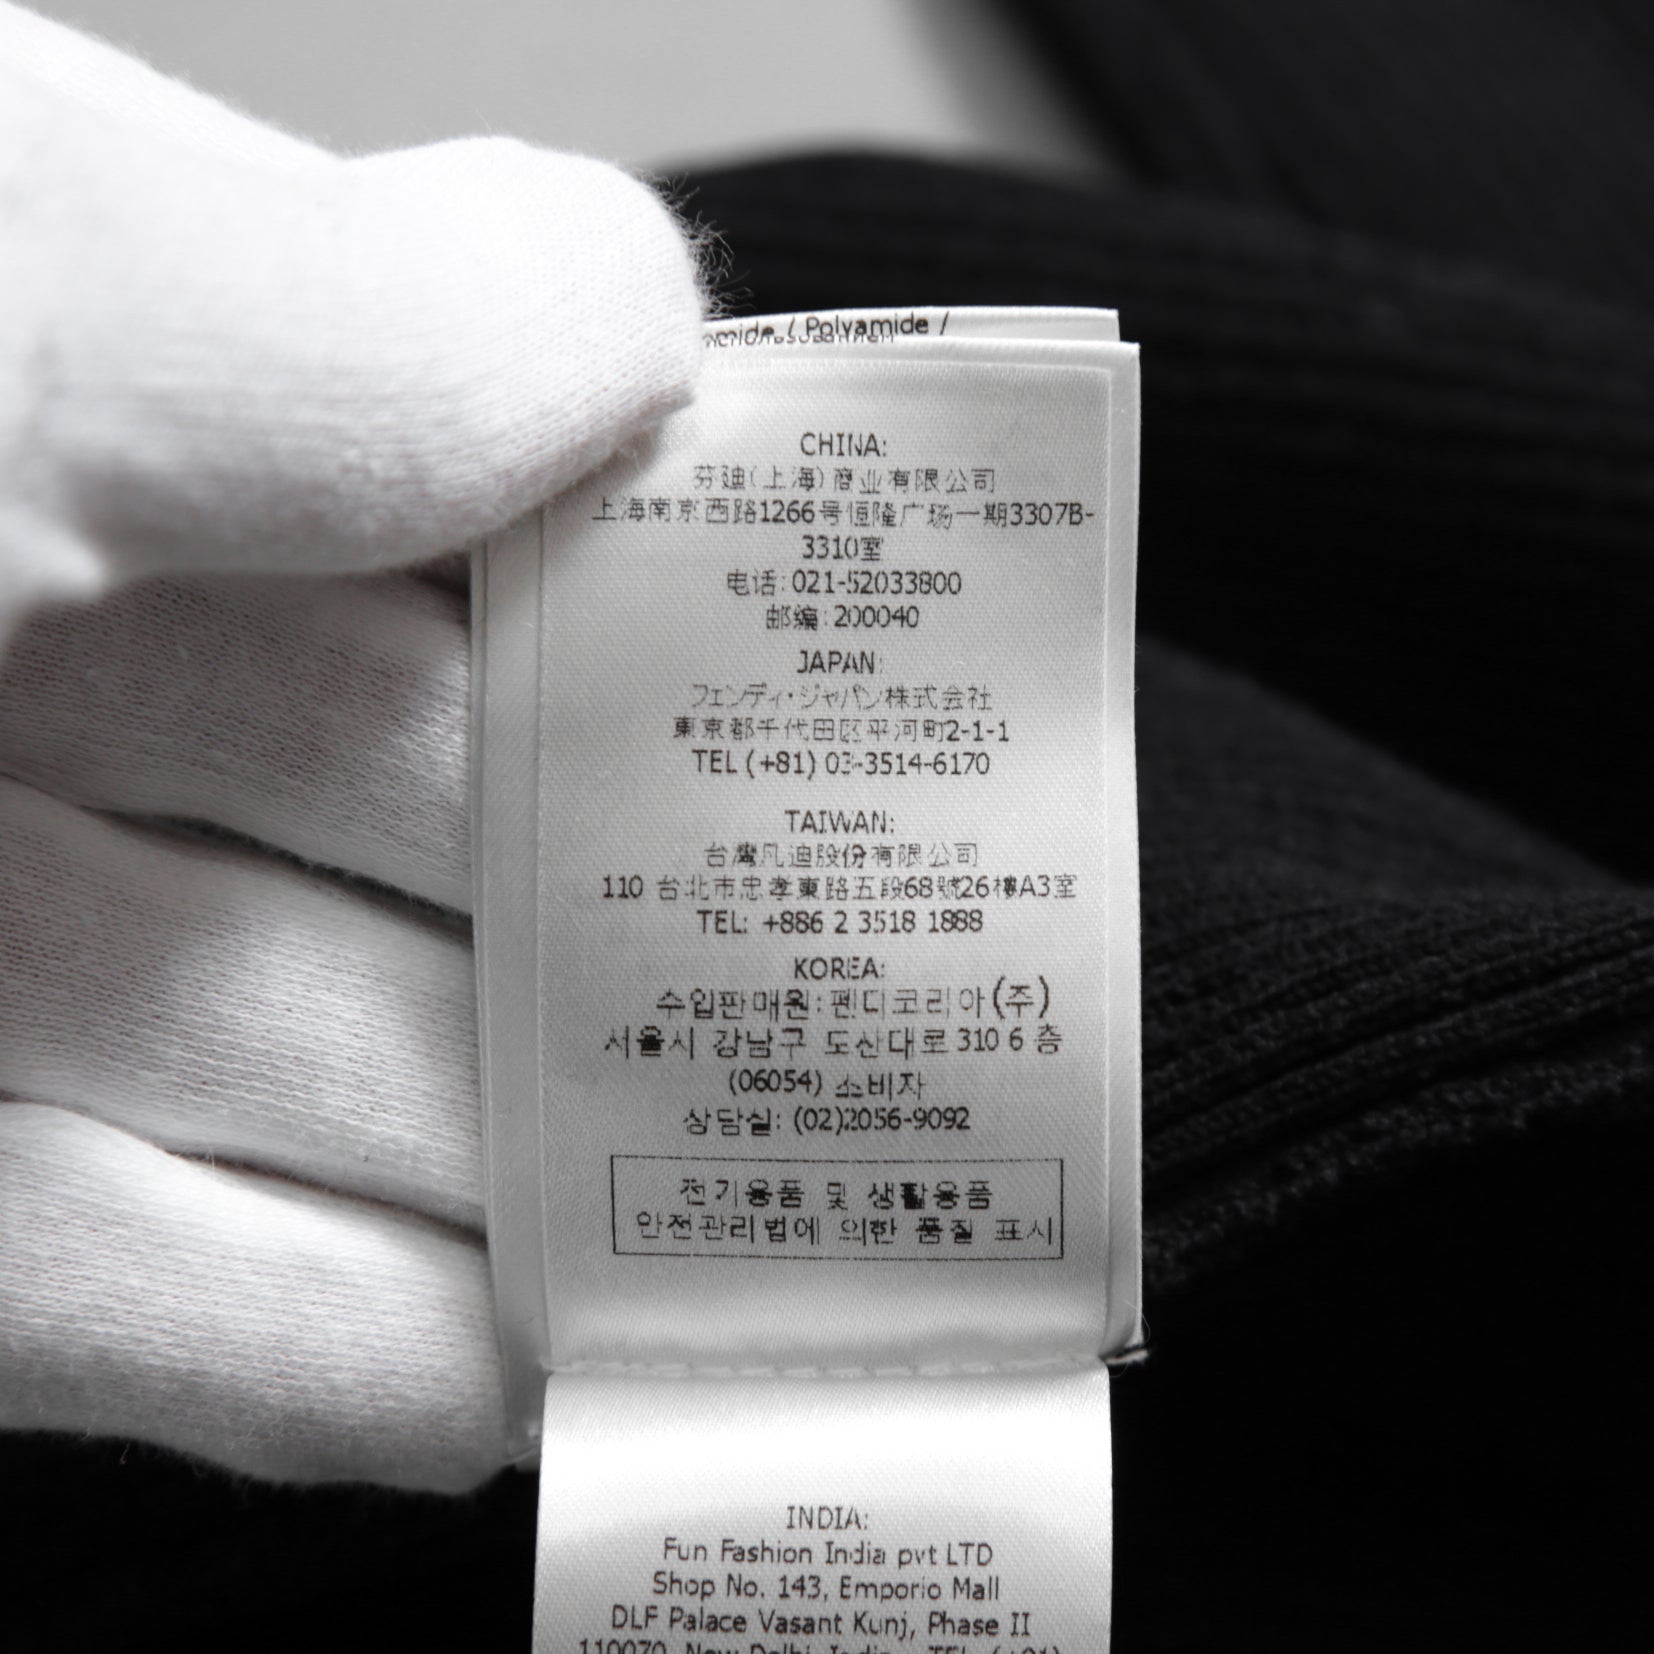 Polyamide /
CHINA:
芬迪(上海)商业有限公司
上海南京西路1266号恒隆广场一期3307B-
3310室
电话: 021-52033800
邮编: 200040
JAPAN:
フェンディ・ジャパン株式会社
東京都千代田区平河町2-1-1
TEL (+81) 03-3514-6170
TAIWAN:
台灣凡迪股份有限公司
110 台北市忠孝東路五段68號26樓A3室
TEL: +886 2 3518 1888
KOREA:
수입판매원: 펜디코리아(주)
서울시 강남구 도산대로 310 6 층
(06054) 소비자
상담실: (02)2056-9092
전기용품 및 생활용품
안전관리법에 의한 품질 표시
INDIA:
Fun Fashion India pvt LTD
Shop No. 143, Emporio Mall
DLF Palace Vasant Kunj, Phase II
110070, New Delhi, India